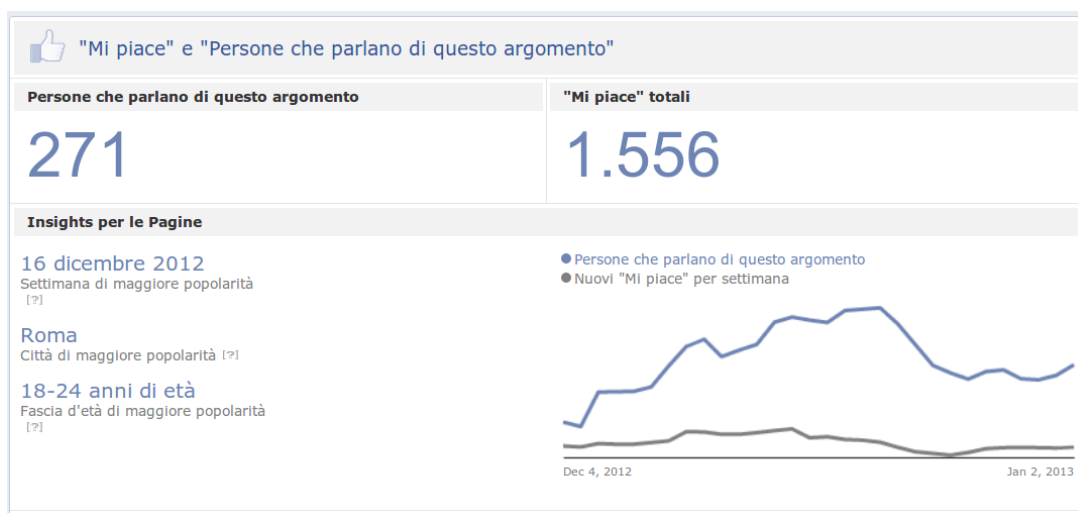 "Mi piace" e "Persone che parlano di questo argomento"
Persone che parlano di questo argomento
"Mi piace" totali
271
1.556
Insights per le Pagine
16 dicembre 2012
Settimana di maggiore popolarità
[?]
Roma
Città di maggiore popolarità [?]
18-24 anni di età
Fascia d'età di maggiore popolarità
[?]
Persone che parlano di questo argomento
Nuovi "Mi piace" per settimana
Dec 4, 2012
Jan 2, 2013